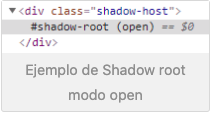 ▼<div class="shadow-host">
#shadow-root (open) == $0
</div>
Ejemplo de Shadow root
modo open